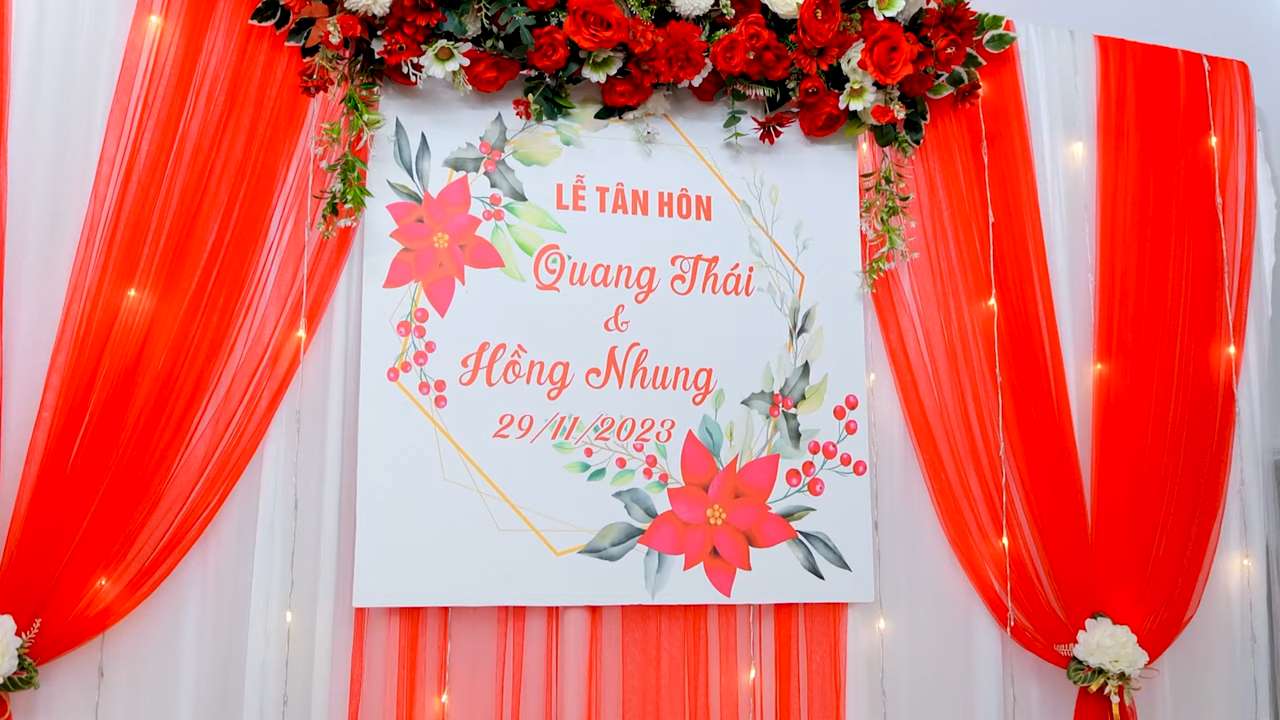 LỄ TÂN HÔN
Quang Thái
&
Hồng Nhung
29/11/2023